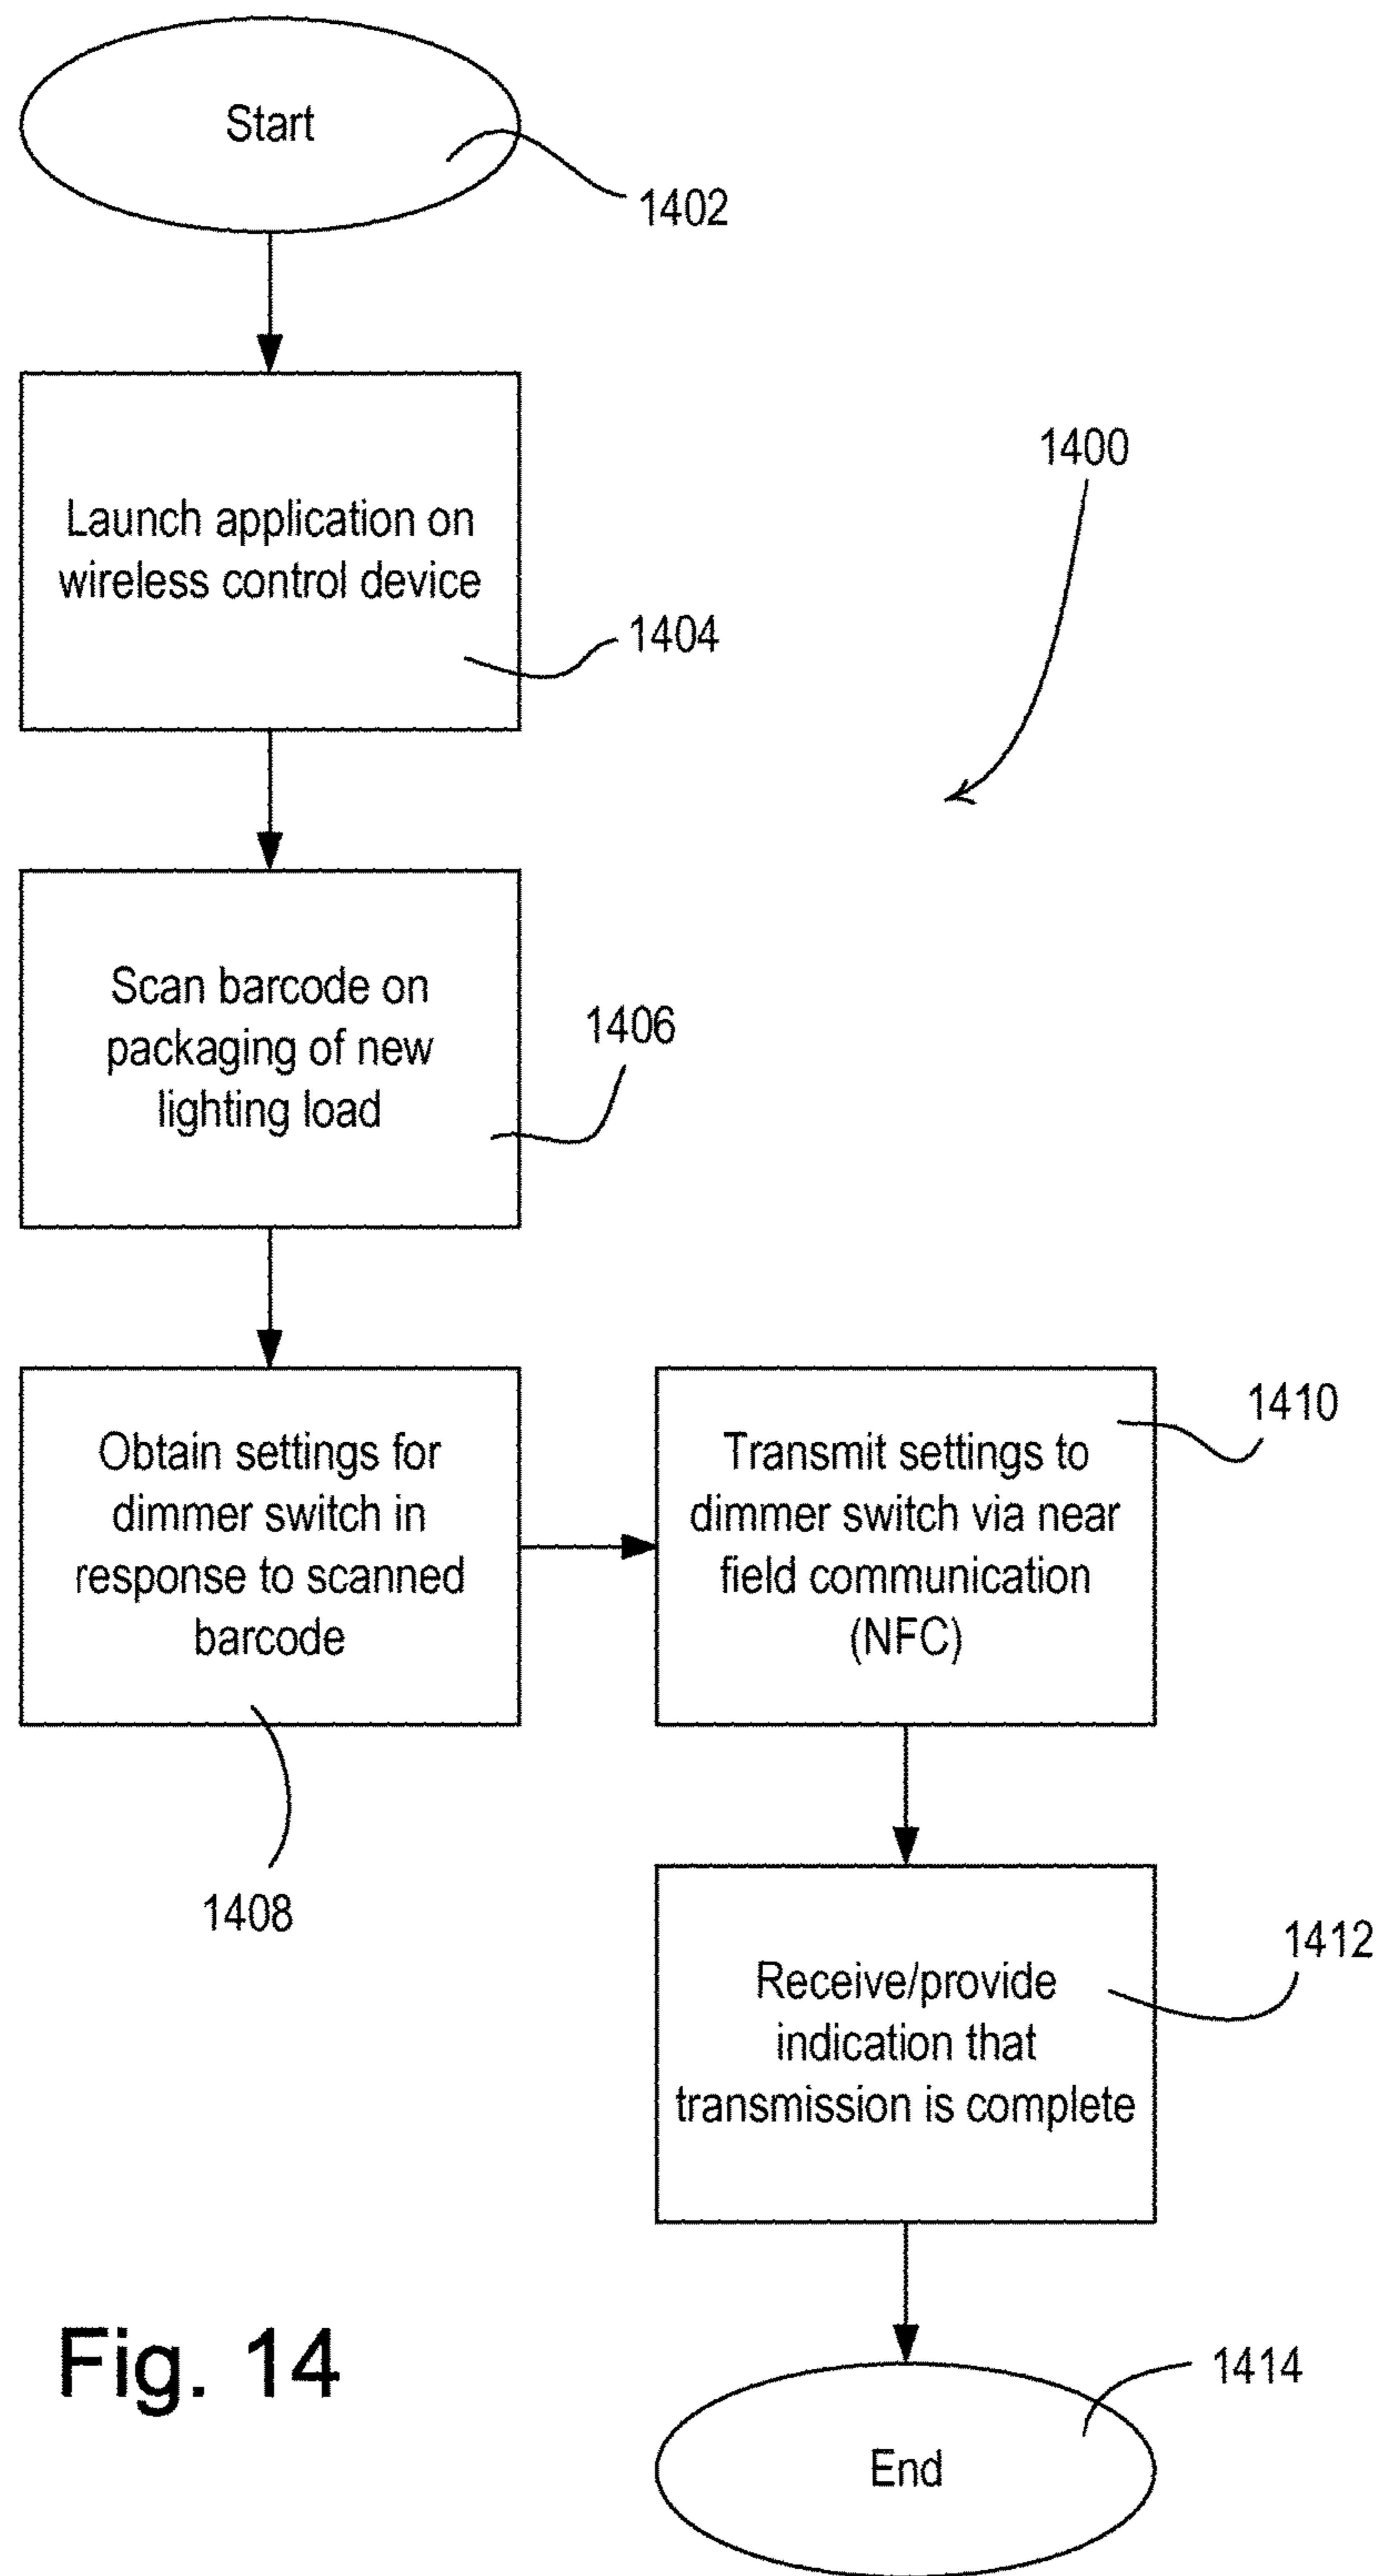 Start
1402
1400
Launch application on
wireless control device
1404
Scan barcode on
packaging of new
lighting load
1406
Obtain settings for
dimmer switch in
response to scanned
barcode
1408
Transmit settings to
dimmer switch via near
field communication
(NFC)
1410
Receive/provide
indication that
transmission is complete
1412
End
1414
Fig. 14